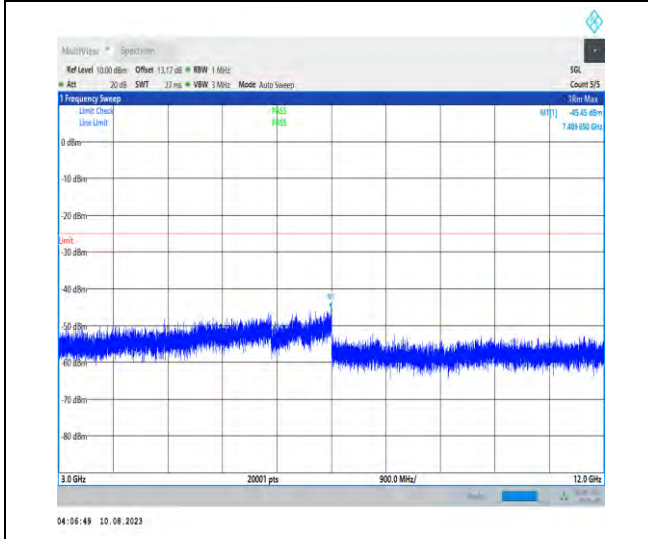 MultiView Spectrum
Ref Level 10.00 dBm Offset 13.17 dB RBW 1 MHz SGL
Att 20 dB SWT 27 ms VBW 3 MHz Mode Auto Sweep Count 5/5
1 Frequency Sweep 1Rm Max
Limit Check PASS M1[1] -45.45 dBm
Line Limit PASS 7.469 650 GHz
0 dBm
-10 dBm
-20 dBm
Limit
-30 dBm
-40 dBm
M1
-50 dBm
-60 dBm
-70 dBm
-80 dBm
3.0 GHz 20001 pts 900.0 MHz/ 12.0 GHz
Ready
04:06:49 10.08.2023